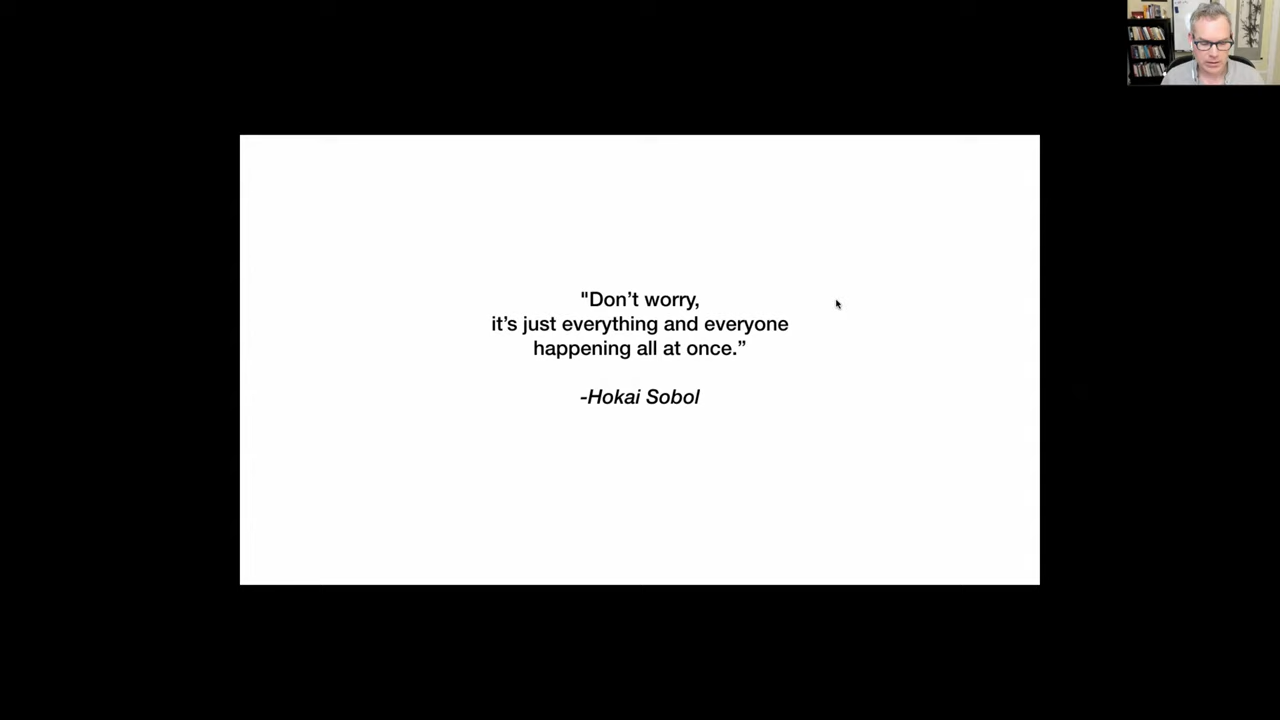 "Don’t worry,
it’s just everything and everyone
happening all at once.”
-Hokai Sobol